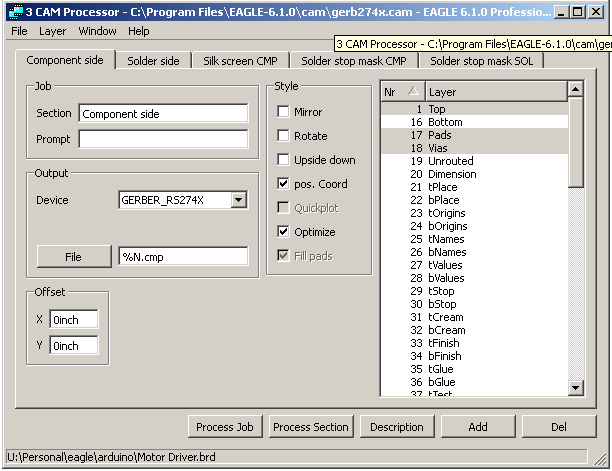 3 CAM Processor - C:\Program Files\EAGLE-6.1.0\cam\gerb274x.cam - EAGLE 6.1.0 Professio...
File Layer Window Help
3 CAM Processor - C:\Program Files\EAGLE-6.1.0\cam\ger
Component side Solder side Silk screen CMP Solder stop mask CMP Solder stop mask SOL
Job
Section Component side
Prompt
Output
Device GERBER_RS274X
File %N.cmp
Offset
X 0inch
Y 0inch
Style
Mirror
Rotate
Upside down
pos. Coord
Quickplot
Optimize
Fill pads
Nr Layer
1 Top
16 Bottom
17 Pads
18 Vias
19 Unrouted
20 Dimension
21 tPlace
22 bPlace
23 tOrigins
24 bOrigins
25 tNames
26 bNames
27 tValues
28 bValues
29 tStop
30 bStop
31 tCream
32 bCream
33 tFinish
34 bFinish
35 tGlue
36 bGlue
37 tTest
Process Job Process Section Description Add Del
U:\Personal\eagle\arduino\Motor Driver.brd